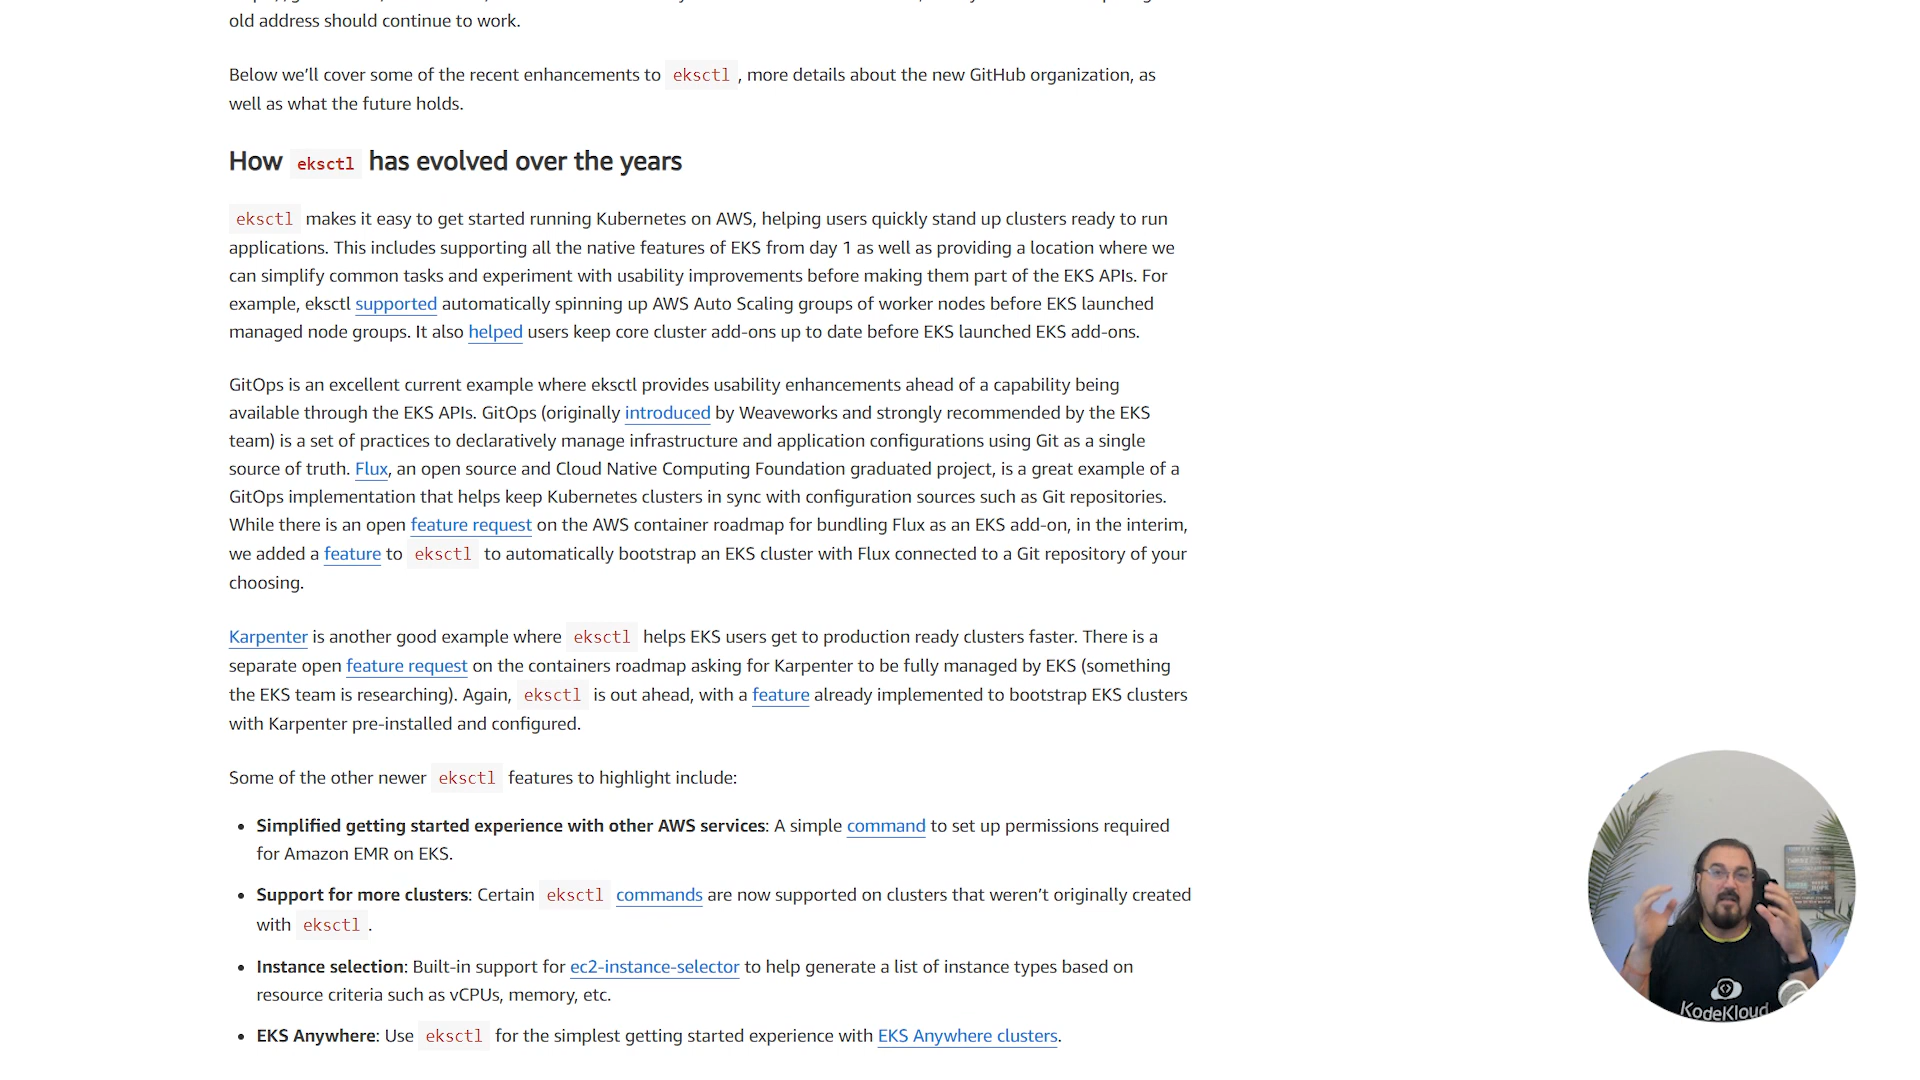 old address should continue to work.
Below we’ll cover some of the recent enhancements to eksctl , more details about the new GitHub organization, as
well as what the future holds.
How eksctl has evolved over the years
eksctl makes it easy to get started running Kubernetes on AWS, helping users quickly stand up clusters ready to run
applications. This includes supporting all the native features of EKS from day 1 as well as providing a location where we
can simplify common tasks and experiment with usability improvements before making them part of the EKS APIs. For
example, eksctl supported automatically spinning up AWS Auto Scaling groups of worker nodes before EKS launched
managed node groups. It also helped users keep core cluster add-ons up to date before EKS launched EKS add-ons.
GitOps is an excellent current example where eksctl provides usability enhancements ahead of a capability being
available through the EKS APIs. GitOps (originally introduced by Weaveworks and strongly recommended by the EKS
team) is a set of practices to declaratively manage infrastructure and application configurations using Git as a single
source of truth. Flux, an open source and Cloud Native Computing Foundation graduated project, is a great example of a
GitOps implementation that helps keep Kubernetes clusters in sync with configuration sources such as Git repositories.
While there is an open feature request on the AWS container roadmap for bundling Flux as an EKS add-on, in the interim,
we added a feature to eksctl to automatically bootstrap an EKS cluster with Flux connected to a Git repository of your
choosing.
Karpenter is another good example where eksctl helps EKS users get to production ready clusters faster. There is a
separate open feature request on the containers roadmap asking for Karpenter to be fully managed by EKS (something
the EKS team is researching). Again, eksctl is out ahead, with a feature already implemented to bootstrap EKS clusters
with Karpenter pre-installed and configured.
Some of the other newer eksctl features to highlight include:
• Simplified getting started experience with other AWS services: A simple command to set up permissions required
for Amazon EMR on EKS.
• Support for more clusters: Certain eksctl commands are now supported on clusters that weren’t originally created
with eksctl .
• Instance selection: Built-in support for ec2-instance-selector to help generate a list of instance types based on
resource criteria such as vCPUs, memory, etc.
• EKS Anywhere: Use eksctl for the simplest getting started experience with EKS Anywhere clusters.
KodeKloud